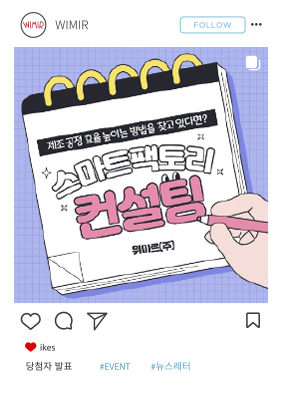 WIMIR
WIMIR
FOLLOW
제조 공정 효율 높이는 방법을 찾고 있다면?
스마트팩토리
컨설팅
위미르(주)
ikes
당첨자 발표 #EVENT #뉴스레터